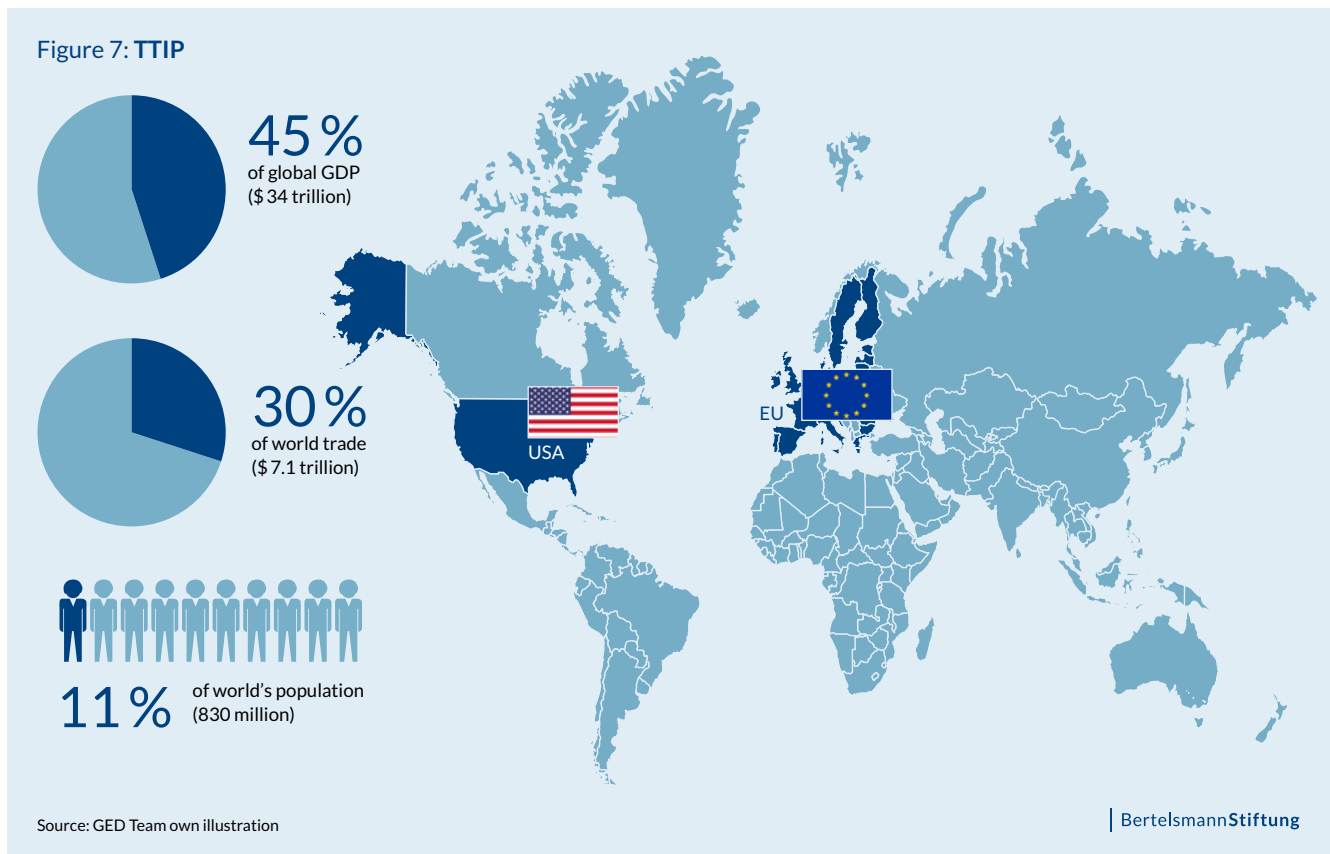 Figure 7: TTIP
45 %
of global GDP
($ 34 trillion)
30 %
of world trade
($ 7.1 trillion)
11 %
of world’s population
(830 million)
USA
EU
Source: GED Team own illustration
BertelsmannStiftung